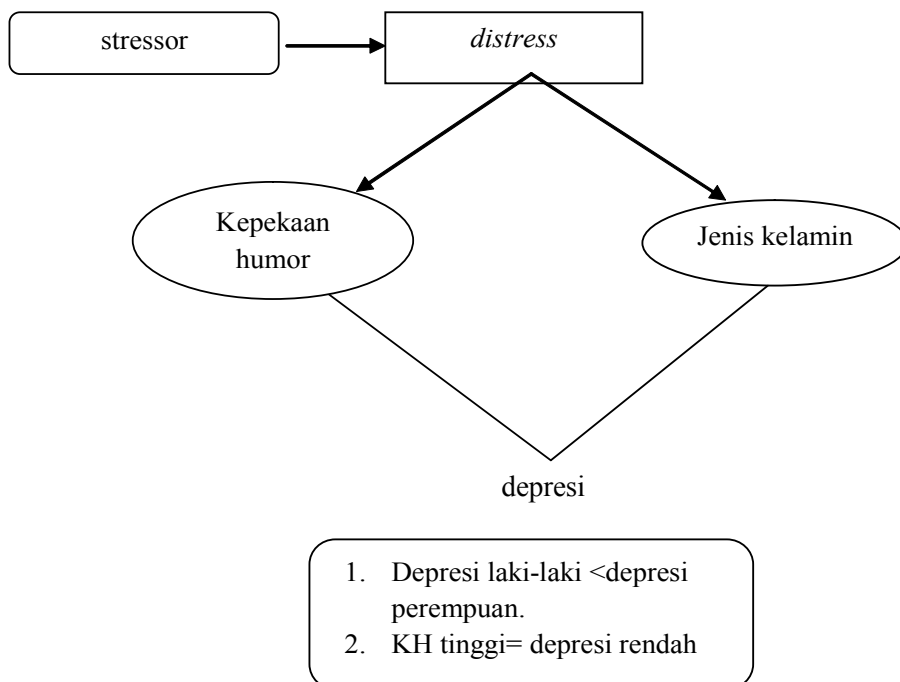 stressor
distress
Kepekaan
humor
Jenis kelamin
depresi
1. Depresi laki-laki <depresi
perempuan.
2. KH tinggi= depresi rendah